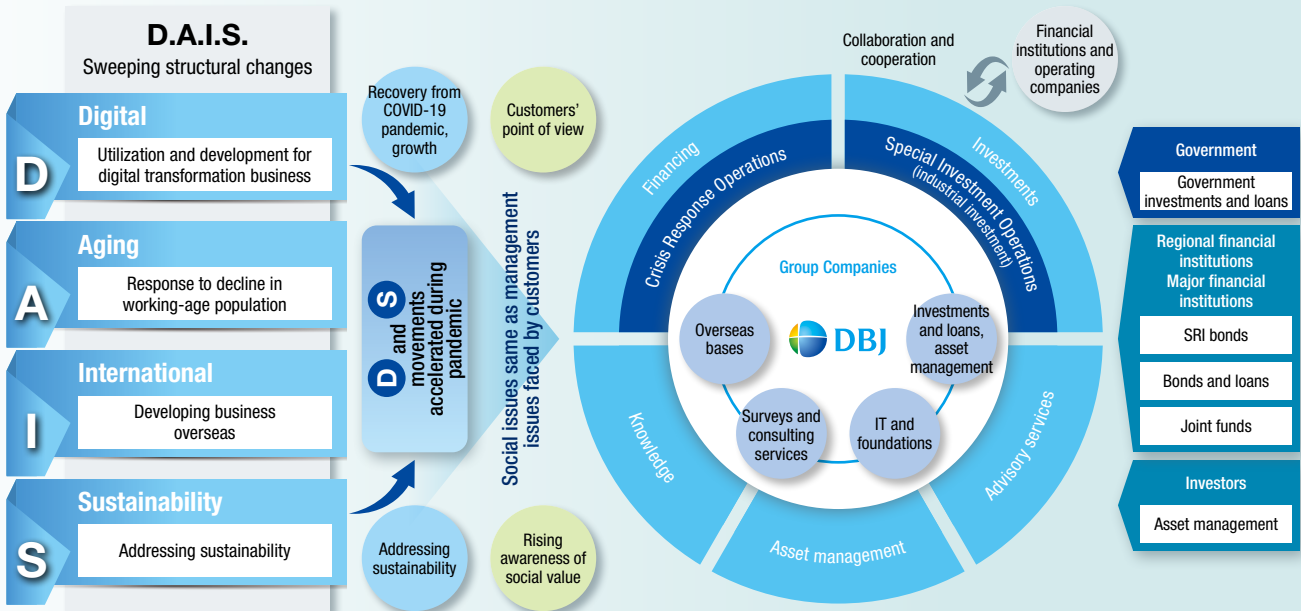 D.A.I.S.
Sweeping structural changes
D
Digital
Utilization and development for
digital transformation business
A
Aging
Response to decline in
working-age population
I
International
Developing business
overseas
S
Sustainability
Addressing sustainability
Recovery from
COVID-19
pandemic,
growth
Customers'
point of view
D and S
movements
accelerated during
pandemic
Social issues same as management
issues faced by customers
Addressing
sustainability
Rising
awareness of
social value
Collaboration and
cooperation
Financial
institutions and
operating
companies
Financing
Crisis Response Operations
Investments
Special Investment Operations
(industrial investment)
Knowledge
Asset management
Advisory services
Group Companies
DBJ
Overseas
bases
Investments
and loans,
asset
management
Surveys and
consulting
services
IT and
foundations
Government
Government
investments and loans
Regional financial
institutions
Major financial
institutions
SRI bonds
Bonds and loans
Joint funds
Investors
Asset management